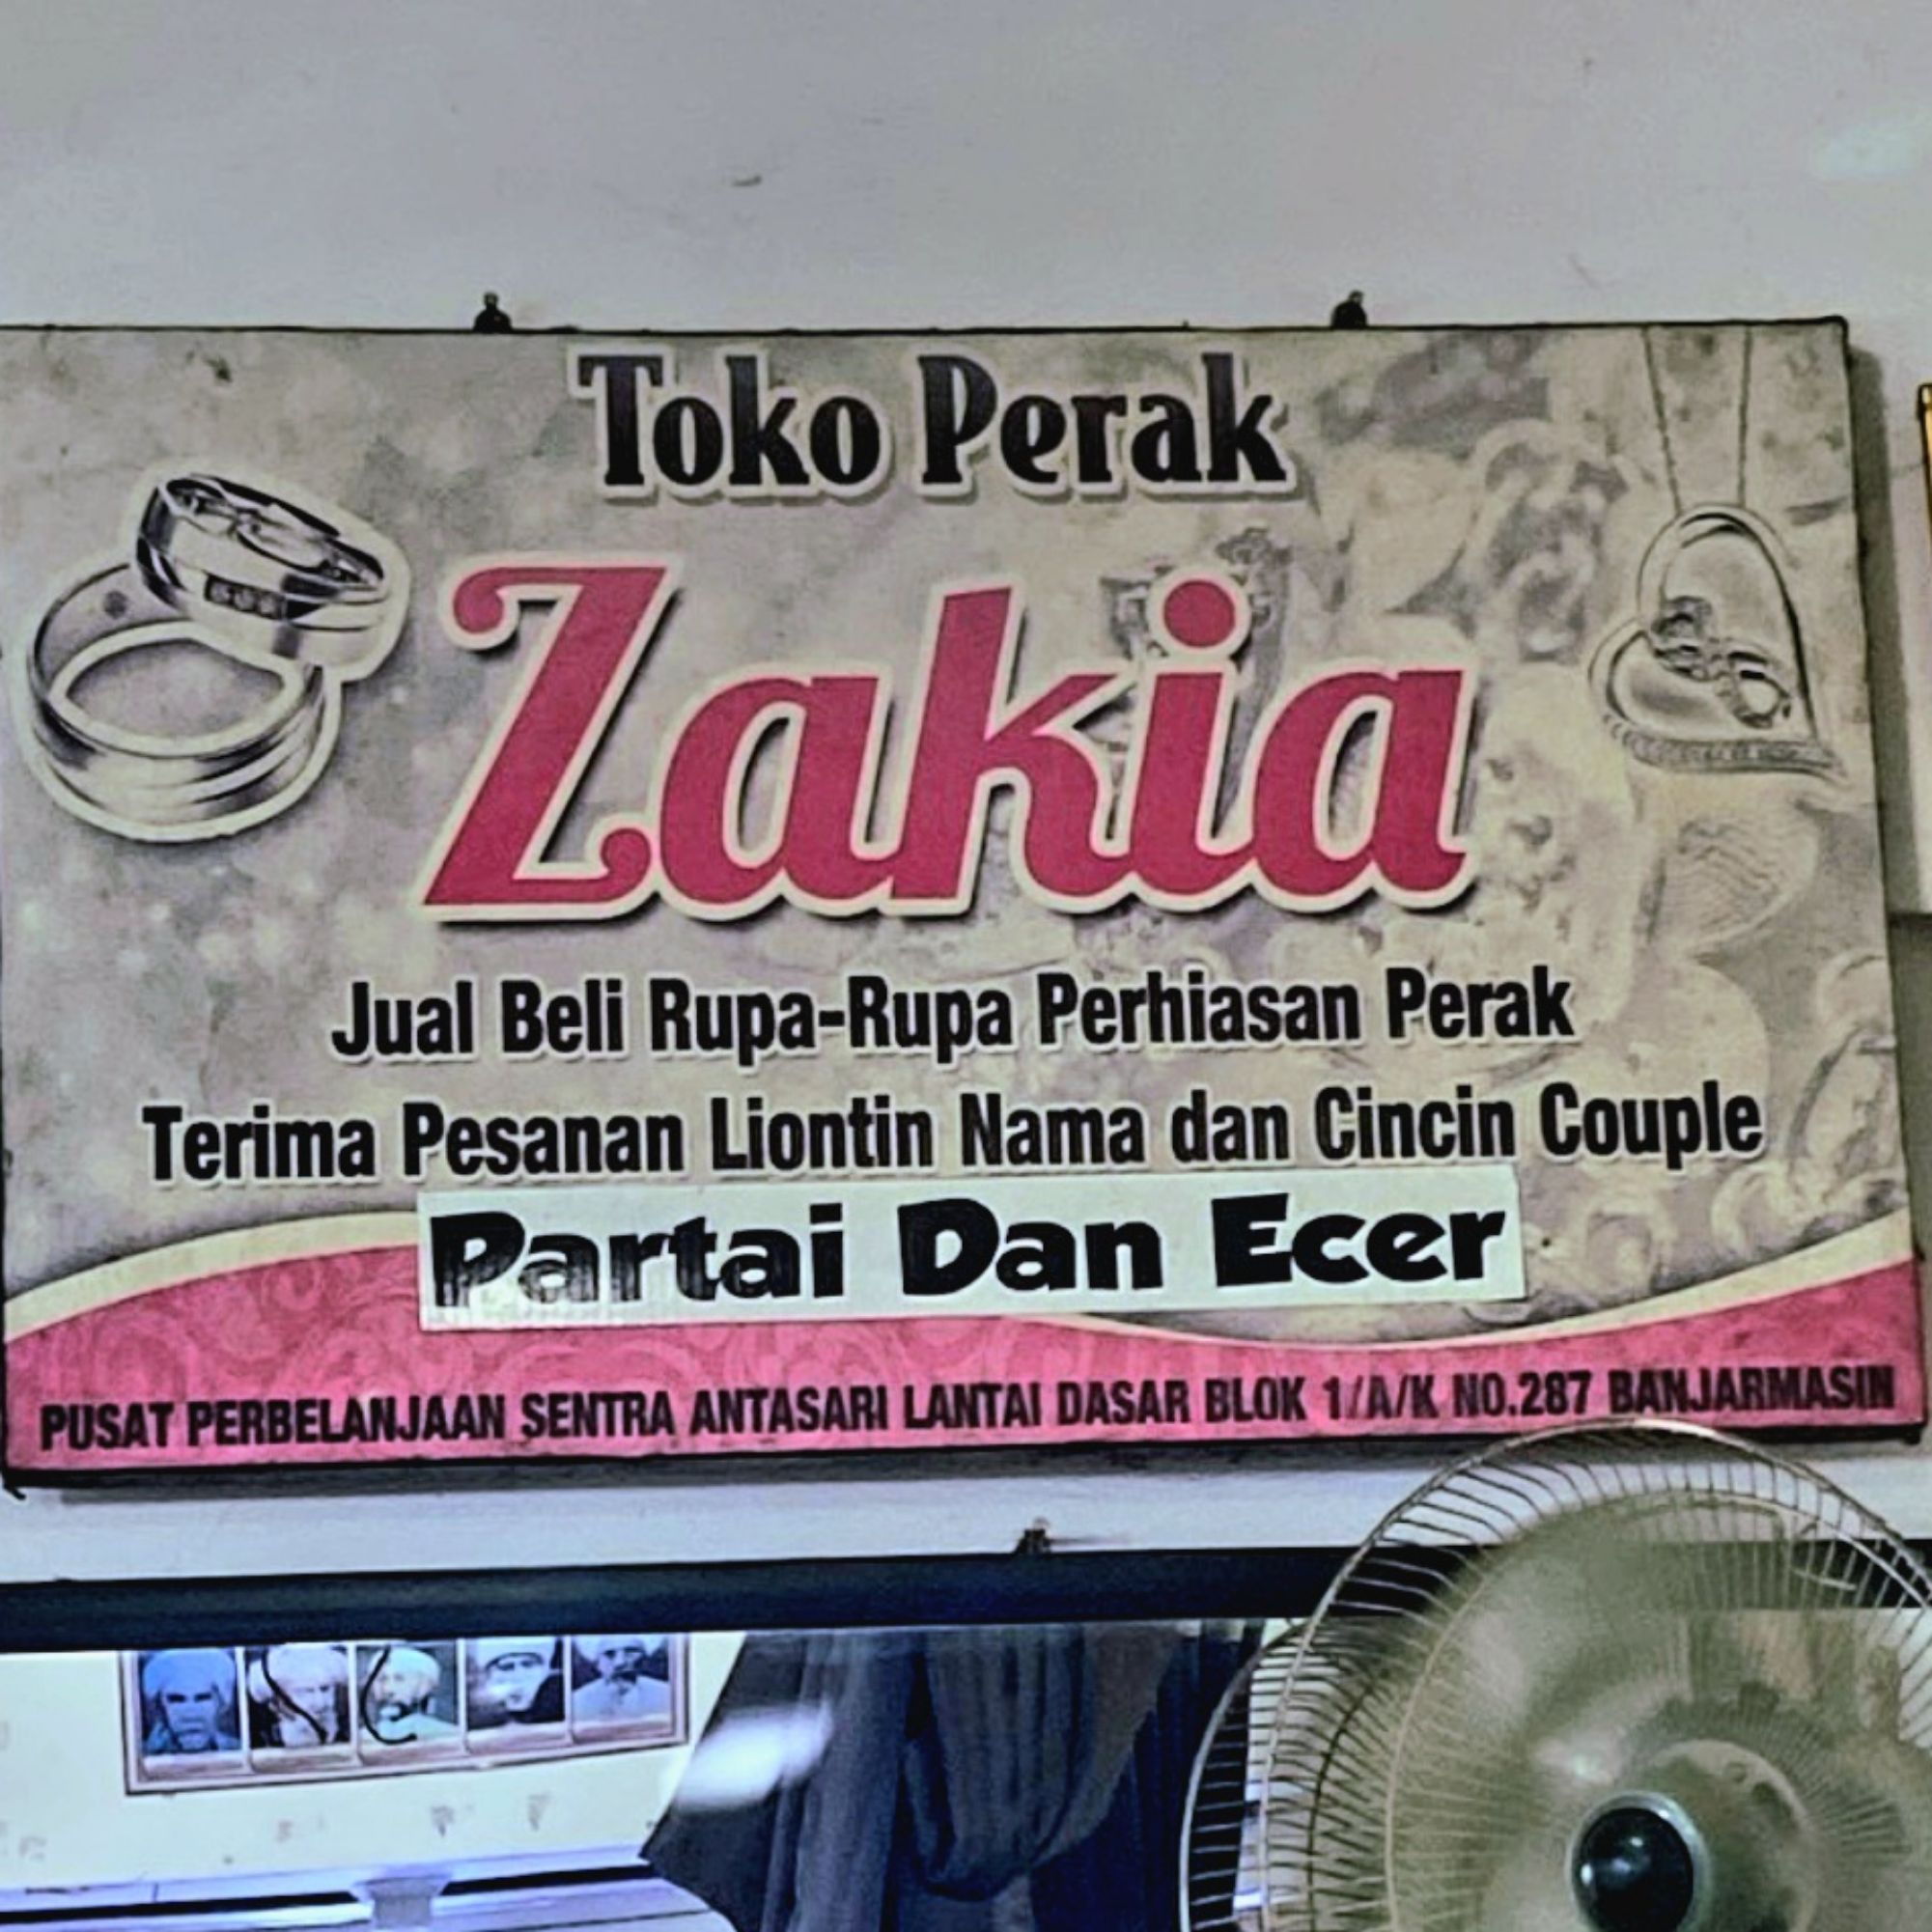 Toko Perak
Zakia
Jual Beli Rupa-Rupa Perhiasan Perak
Terima Pesanan Liontin Nama dan Cincin Couple
Partai Dan Ecer
PUSAT PERBELANJAAN SENTRA ANTASARI LANTAI DASAR BLOK 1/A/K NO.287 BANJARMASIN